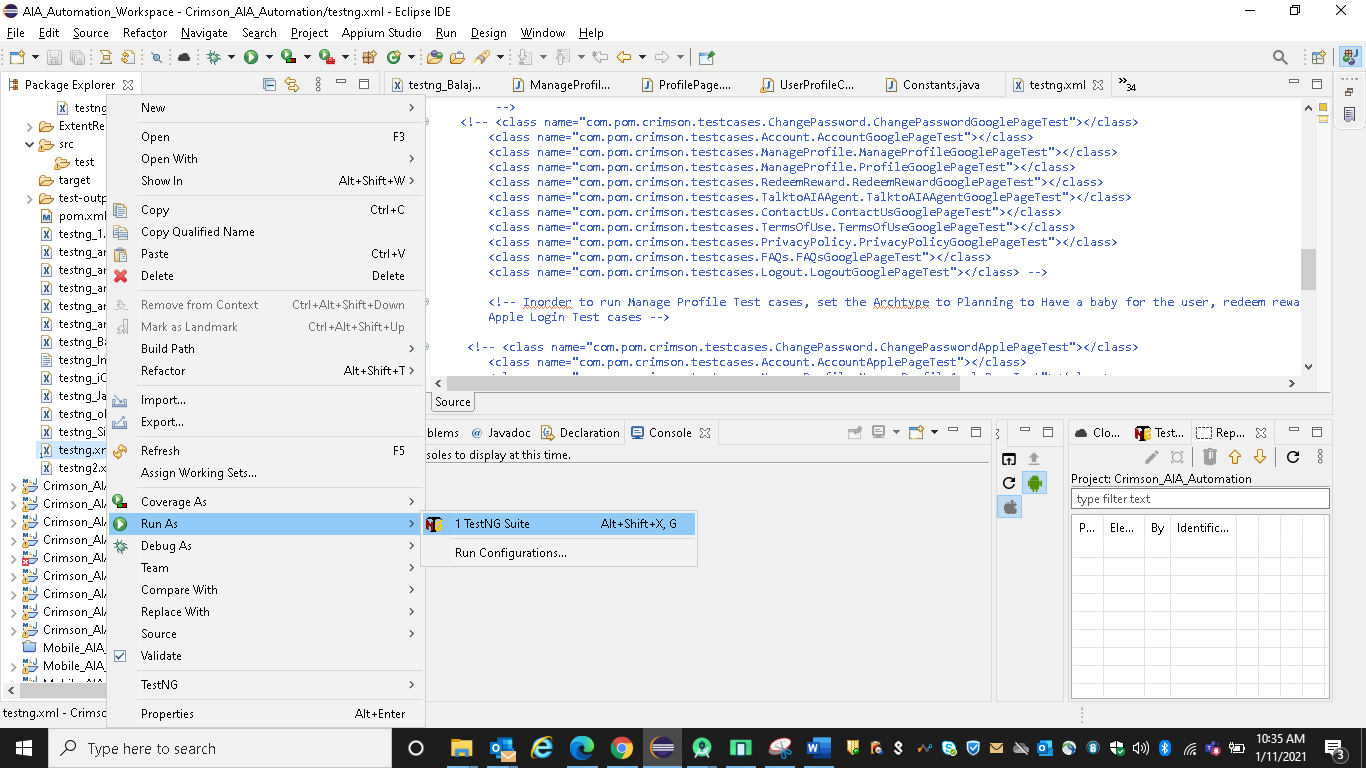 AIA_Automation_Workspace - Crimson_AIA_Automation/testng.xml - Eclipse IDE
File Edit Source Refactor Navigate Search Project Appium Studio Run Design Window Help
Package Explorer
testng_Balaj...
ManageProfil...
ProfilePage....
UserProfileC...
Constants.java
testng.xml
34
testng
ExtentRe
src
test
target
test-outp
pom.xml
testng_1.
testng_ar
testng_ar
testng_ar
testng_ar
testng_ar
testng_Ba
testng_In
testng_iO
testng_Ja
testng_ol
testng_Si
testng.xm
testng2.x
Crimson_AIA
Crimson_AIA
Crimson_AIA
Crimson_AIA
Crimson_AIA
Crimson_AIA
Crimson_AIA
Crimson_AIA
Crimson_AIA
Mobile_AIA_
Mobile_AIA_
New
Open F3
Open With
Show In Alt+Shift+W
Copy Ctrl+C
Copy Qualified Name
Paste Ctrl+V
Delete Delete
Remove from Context Ctrl+Alt+Shift+Down
Mark as Landmark Ctrl+Alt+Shift+Up
Build Path
Refactor Alt+Shift+T
Import...
Export...
Refresh F5
Assign Working Sets...
Coverage As
Run As
Debug As
Team
Compare With
Replace With
Source
Validate
TestNG
Properties Alt+Enter
1 TestNG Suite Alt+Shift+X, G
Run Configurations...
-->
<!-- <class name="com.pom.crimson.testcases.ChangePassword.ChangePasswordGooglePageTest"></class>
<class name="com.pom.crimson.testcases.Account.AccountGooglePageTest"></class>
<class name="com.pom.crimson.testcases.ManageProfile.ManageProfileGooglePageTest"></class>
<class name="com.pom.crimson.testcases.ManageProfile.ProfileGooglePageTest"></class>
<class name="com.pom.crimson.testcases.RedeemReward.RedeemRewardGooglePageTest"></class>
<class name="com.pom.crimson.testcases.TalktoAIAAgent.TalktoAIAAgentGooglePageTest"></class>
<class name="com.pom.crimson.testcases.ContactUs.ContactUsGooglePageTest"></class>
<class name="com.pom.crimson.testcases.TermsOfUse.TermsOfUseGooglePageTest"></class>
<class name="com.pom.crimson.testcases.PrivacyPolicy.PrivacyPolicyGooglePageTest"></class>
<class name="com.pom.crimson.testcases.FAQs.FAQsGooglePageTest"></class>
<class name="com.pom.crimson.testcases.Logout.LogoutGooglePageTest"></class> -->
<!-- Inorder to run Manage Profile Test cases, set the Archtype to Planning to Have a baby for the user, redeem rewa
Apple Login Test cases -->
<!-- <class name="com.pom.crimson.testcases.ChangePassword.ChangePasswordApplePageTest"></class>
<class name="com.pom.crimson.testcases.Account.AccountApplePageTest"></class>
Source
blems
@ Javadoc
Declaration
Console
soles to display at this time.
Clo...
Test...
Rep...
Project: Crimson_AIA_Automation
type filter text
P... Ele... By Identific...
testng.xml - Crimso
Type here to search
10:35 AM
1/11/2021
3